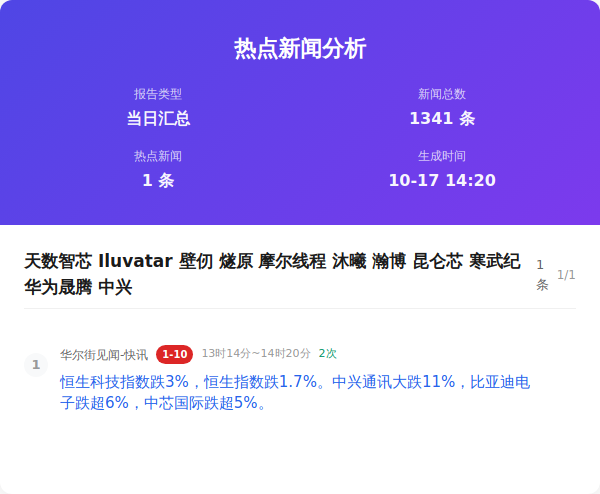 热点新闻分析
报告类型
新闻总数
当日汇总
1341 条
热点新闻
生成时间
1 条
10-17 14:20
天数智芯 Iluvatar 壁仞 燧原 摩尔线程 沐曦 瀚博 昆仑芯 寒武纪
华为晟腾 中兴
1
条
1/1
1
华尔街见闻-快讯 1-10 13时14分~14时20分 2次
恒生科技指数跌3%，恒生指数跌1.7%。中兴通讯大跌11%，比亚迪电
子跌超6%，中芯国际跌超5%。